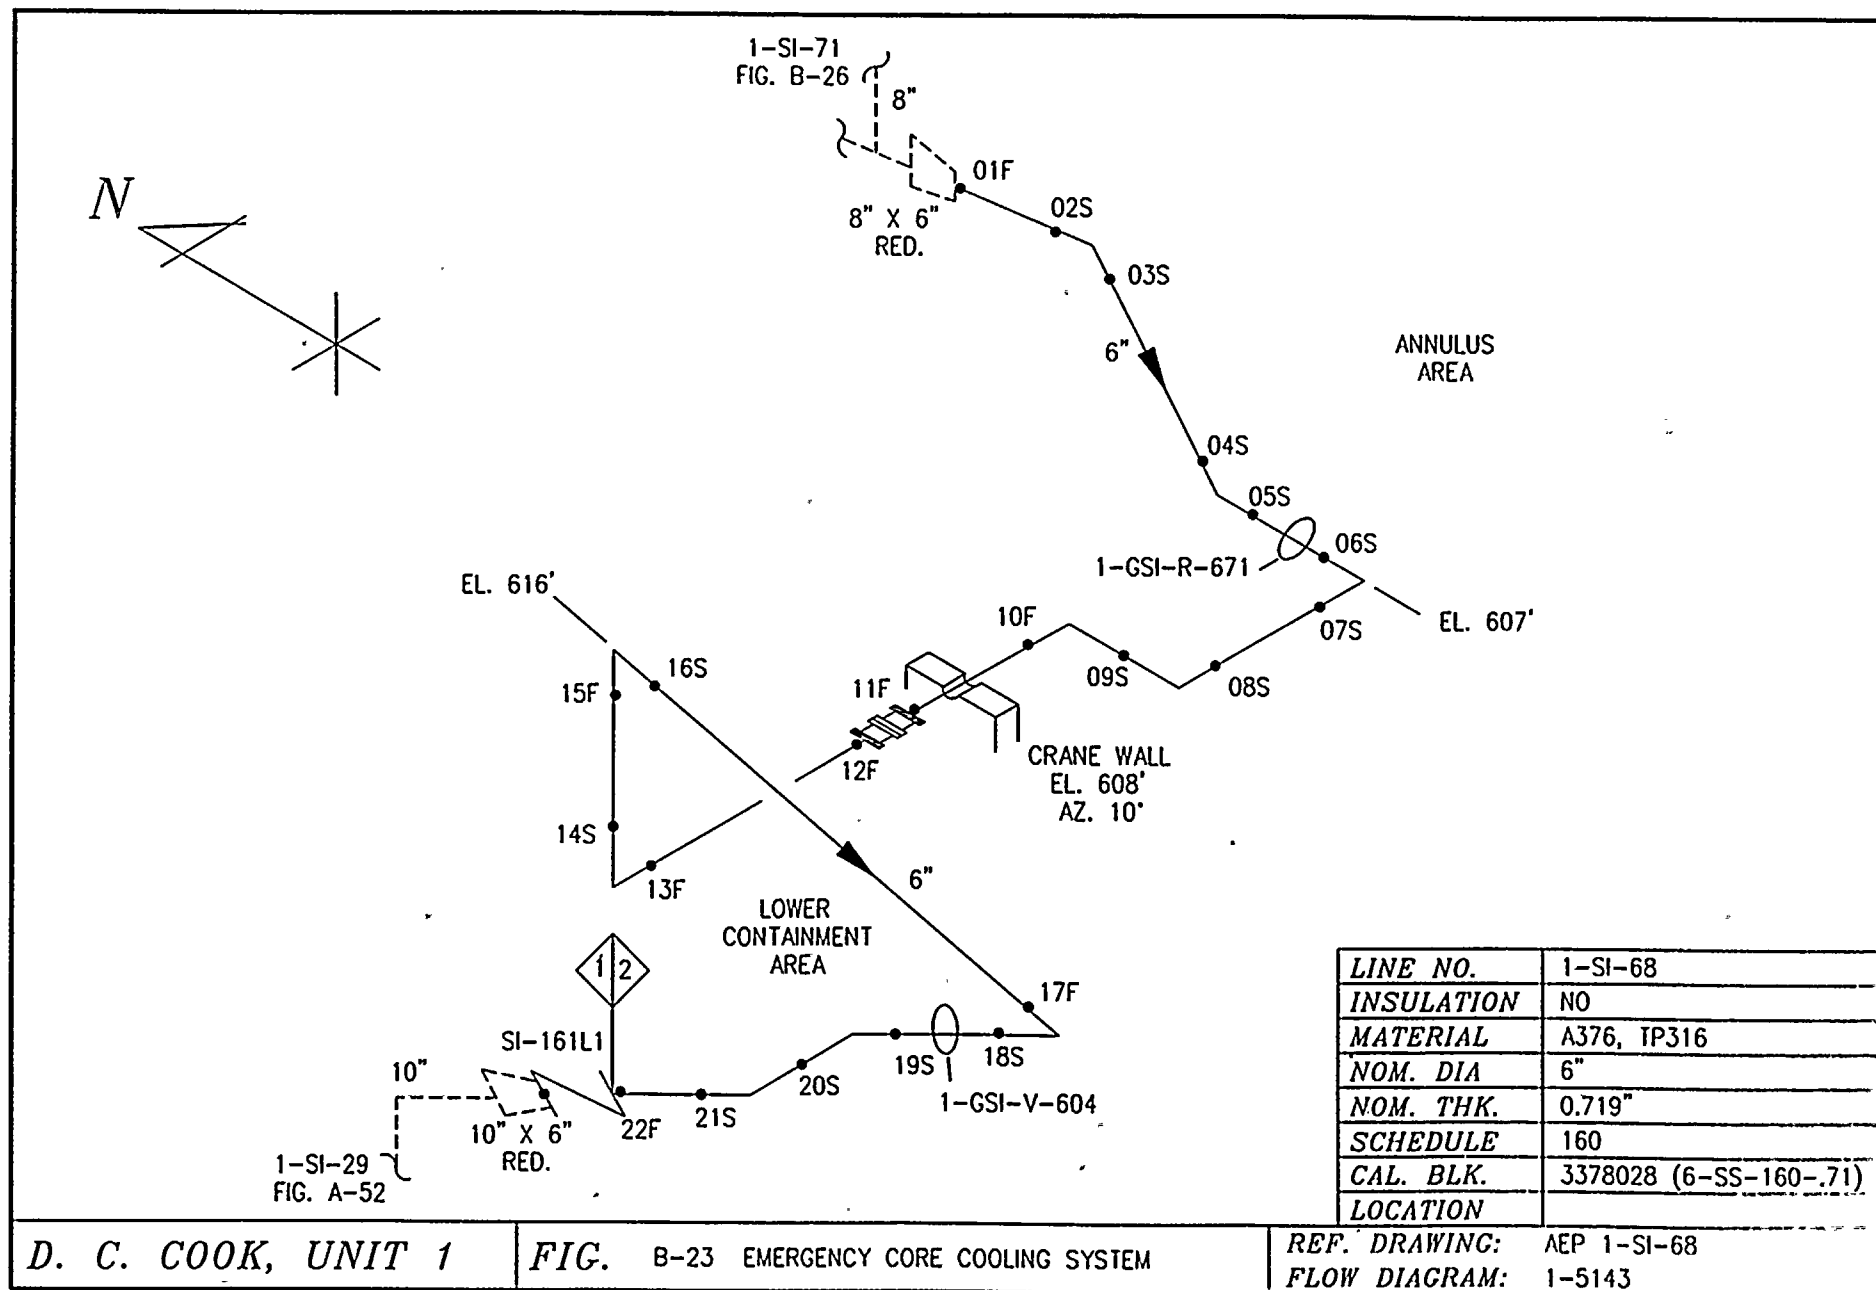 1-SI-71
FIG. B-26
8"
01F
8" X 6"
RED.
02S
03S
N
6"
ANNULUS
AREA
04S
05S
06S
1-GSI-R-671
EL. 607'
07S
08S
09S
10F
EL. 616'
16S
15F
11F
12F
CRANE WALL
EL. 608'
AZ. 10°
14S
13F
6"
LOWER
CONTAINMENT
AREA
1 2
17F
SI-161L1
18S
19S
20S
1-GSI-V-604
21S
22F
10"
10" X 6"
RED.
1-SI-29
FIG. A-52
LINE NO. 1-SI-68
INSULATION NO
MATERIAL A376, TP316
NOM. DIA 6"
NOM. THK. 0.719"
SCHEDULE 160
CAL. BLK. 3378028 (6-SS-160-.71)
LOCATION
D. C. COOK, UNIT 1
FIG. B-23 EMERGENCY CORE COOLING SYSTEM
REF. DRAWING: AEP 1-SI-68
FLOW DIAGRAM: 1-5143